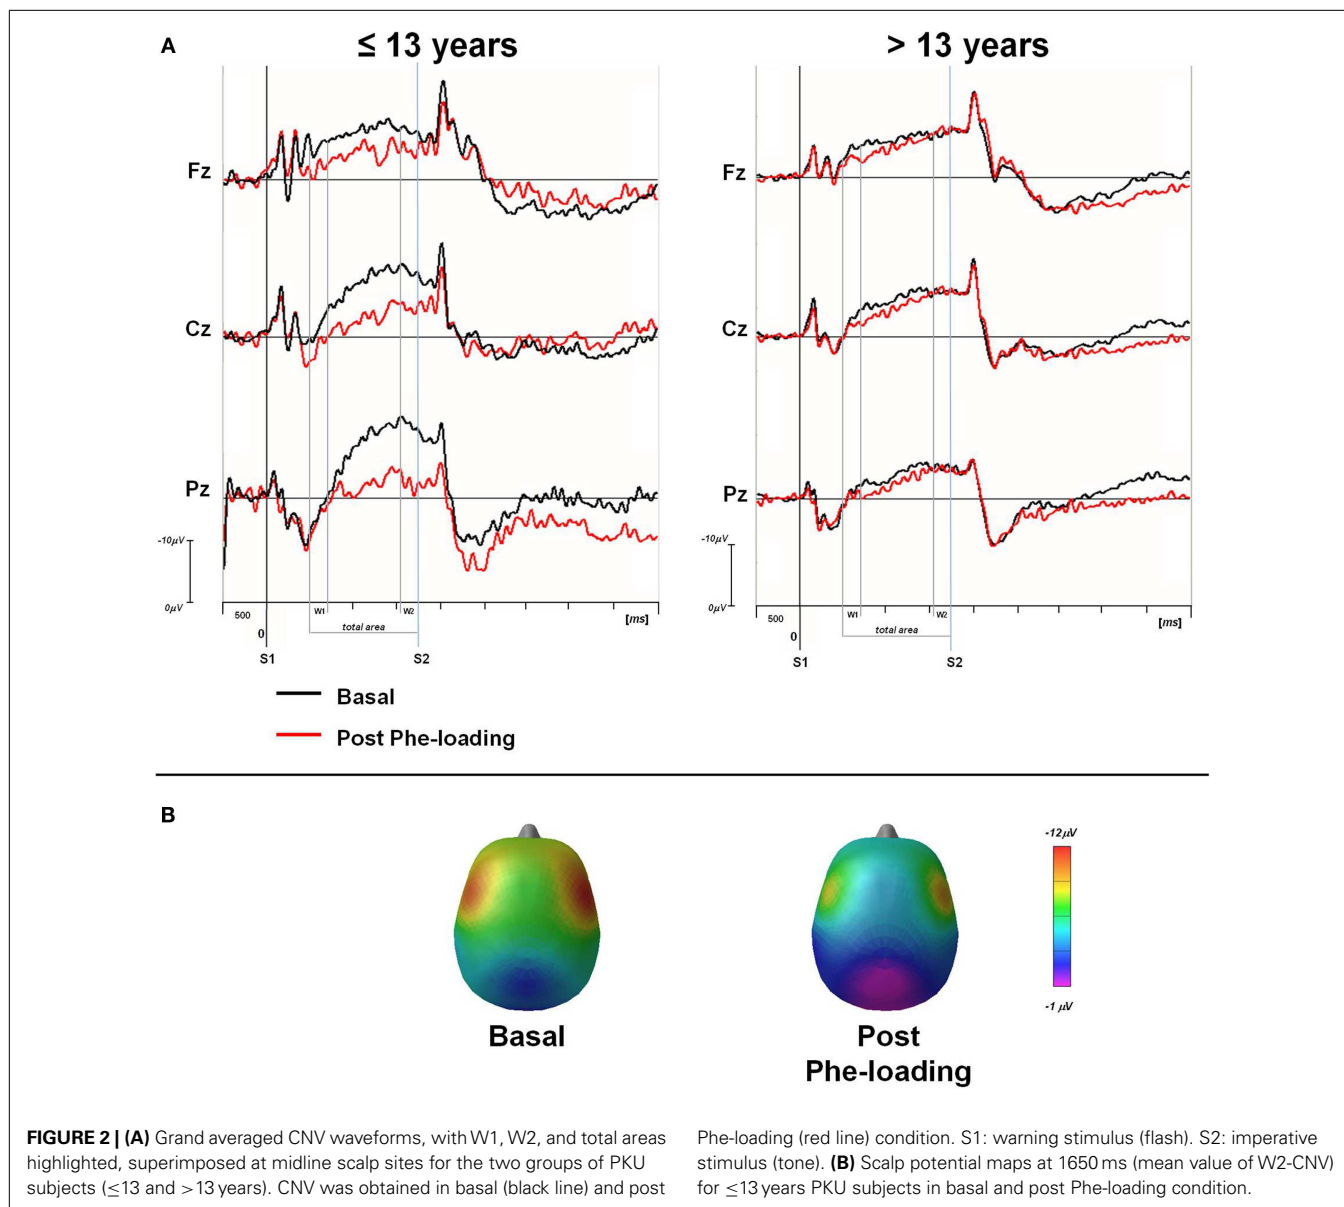 A
≤ 13 years
> 13 years
Fz
Cz
Pz
-10µV
0µV
500
0
W1
W2
total area
[ms]
S1
S2
Fz
Cz
Pz
-10µV
0µV
500
0
W1
W2
total area
[ms]
S1
S2
Basal
Post Phe-loading
B
-12µV
-1 µV
Basal
Post
Phe-loading
FIGURE 2 | (A) Grand averaged CNV waveforms, with W1, W2, and total areas
highlighted, superimposed at midline scalp sites for the two groups of PKU
subjects (≤13 and >13 years). CNV was obtained in basal (black line) and post
Phe-loading (red line) condition. S1: warning stimulus (flash). S2: imperative
stimulus (tone). (B) Scalp potential maps at 1650 ms (mean value of W2-CNV)
for ≤13 years PKU subjects in basal and post Phe-loading condition.